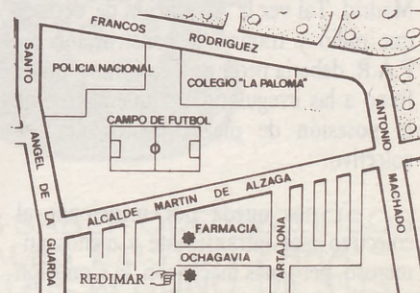 FRANCOS RODRIGUEZ
SANTO ANGEL DE LA GUARDA
POLICIA NACIONAL
COLEGIO "LA PALOMA"
CAMPO DE FUTBOL
ANTONIO MACHADO
ALCALDE MARTIN DE ALZAGA
FARMACIA
OCHAGAVIA
ARTAJONA
REDIMAR